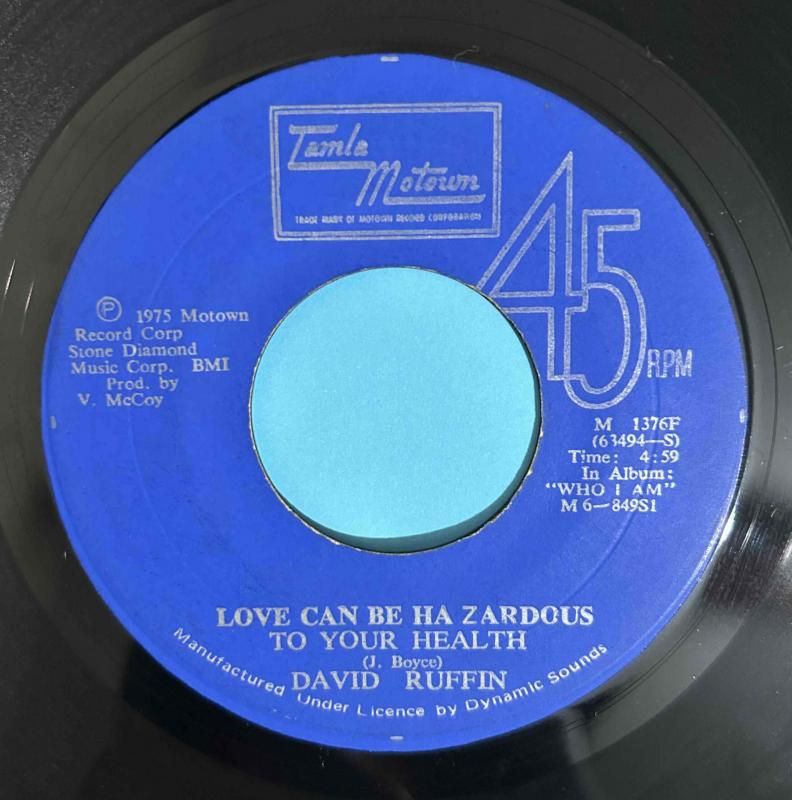 Tamla
Motown
TRADE MARK OF MOTOWN RECORD CORPORATION
45
RPM
℗ 1975 Motown
Record Corp
Stone Diamond
Music Corp. BMI
Prod. by
V. McCoy
M 1376F
(63494—S)
Time: 4:59
In Album:
"WHO I AM"
M 6—849S1
LOVE CAN BE HA ZARDOUS
TO YOUR HEALTH
(J. Boyce)
DAVID RUFFIN
Manufactured Under Licence by Dynamic Sounds